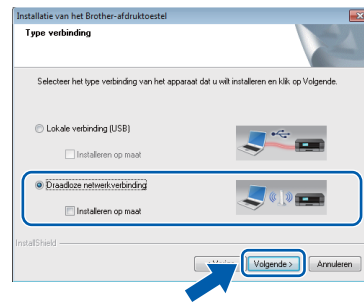 Installatie van het Brother-afdruktoestel
Type verbinding
Selecteer het type verbinding van het apparaat dat u wilt installeren en klik op Volgende.
Lokale verbinding (USB)
Installeren op maat
Draadloze netwerkverbinding
Installeren op maat
InstallShield
Volgende >
Annuleren